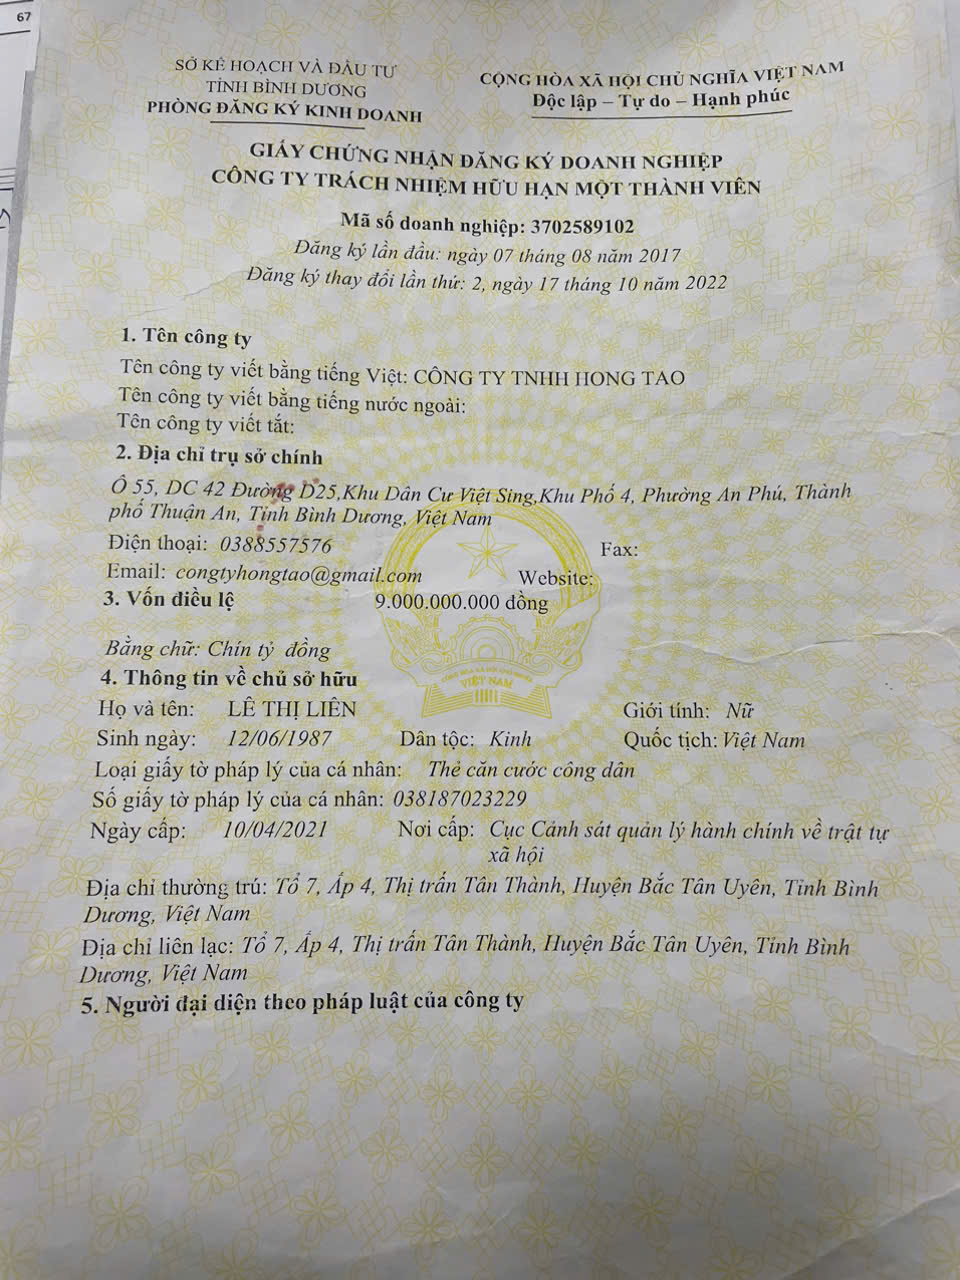 67
SỞ KẾ HOẠCH VÀ ĐẦU TƯ
TỈNH BÌNH DƯƠNG
PHÒNG ĐĂNG KÝ KINH DOANH
CỘNG HÒA XÃ HỘI CHỦ NGHĨA VIỆT NAM
Độc lập – Tự do – Hạnh phúc
GIẤY CHỨNG NHẬN ĐĂNG KÝ DOANH NGHIỆP
CÔNG TY TRÁCH NHIỆM HỮU HẠN MỘT THÀNH VIÊN
Mã số doanh nghiệp: 3702589102
Đăng ký lần đầu: ngày 07 tháng 08 năm 2017
Đăng ký thay đổi lần thứ: 2, ngày 17 tháng 10 năm 2022
1. Tên công ty
Tên công ty viết bằng tiếng Việt: CÔNG TY TNHH HONG TAO
Tên công ty viết bằng tiếng nước ngoài:
Tên công ty viết tắt:
2. Địa chỉ trụ sở chính
Ô 55, DC 42 Đường D25,Khu Dân Cư Việt Sing,Khu Phố 4, Phường An Phú, Thành
phố Thuận An, Tỉnh Bình Dương, Việt Nam
Điện thoại: 0388557576 Fax:
Email: congtyhongtao@gmail.com Website:
3. Vốn điều lệ 9.000.000.000 đồng
Bằng chữ: Chín tỷ đồng
4. Thông tin về chủ sở hữu
Họ và tên: LÊ THỊ LIÊN Giới tính: Nữ
Sinh ngày: 12/06/1987 Dân tộc: Kinh Quốc tịch: Việt Nam
Loại giấy tờ pháp lý của cá nhân: Thẻ căn cước công dân
Số giấy tờ pháp lý của cá nhân: 038187023229
Ngày cấp: 10/04/2021 Nơi cấp: Cục Cảnh sát quản lý hành chính về trật tự
xã hội
Địa chỉ thường trú: Tổ 7, Ấp 4, Thị trấn Tân Thành, Huyện Bắc Tân Uyên, Tỉnh Bình
Dương, Việt Nam
Địa chỉ liên lạc: Tổ 7, Ấp 4, Thị trấn Tân Thành, Huyện Bắc Tân Uyên, Tỉnh Bình
Dương, Việt Nam
5. Người đại diện theo pháp luật của công ty
VIỆT NAM